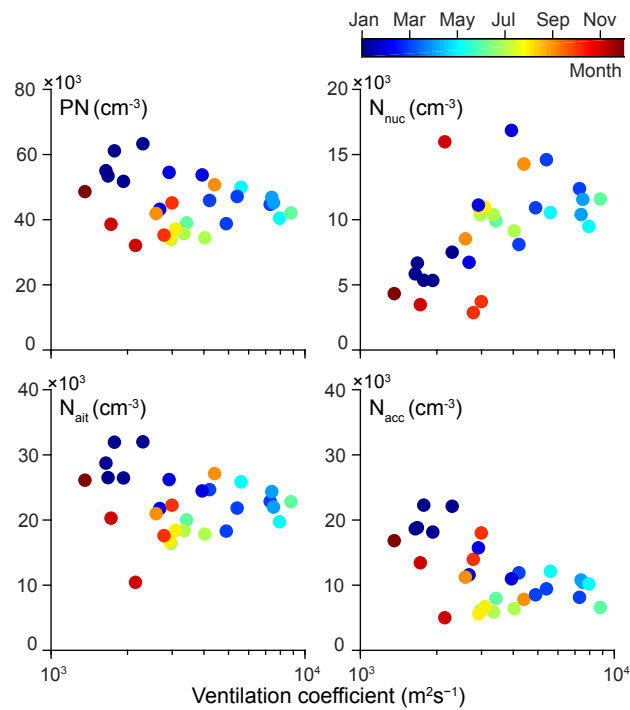 Jan Mar May Jul Sep Nov
Month
×10³ ×10³
80 PN (cm⁻³) 20 N_nuc (cm⁻³)
60 15
40 10
20 5
0 0
×10³ ×10³
40 N_ait (cm⁻³) 40 N_acc (cm⁻³)
30 30
20 20
10 10
0 0
10³ 10⁴ 10³ 10⁴
Ventilation coefficient (m²s⁻¹)